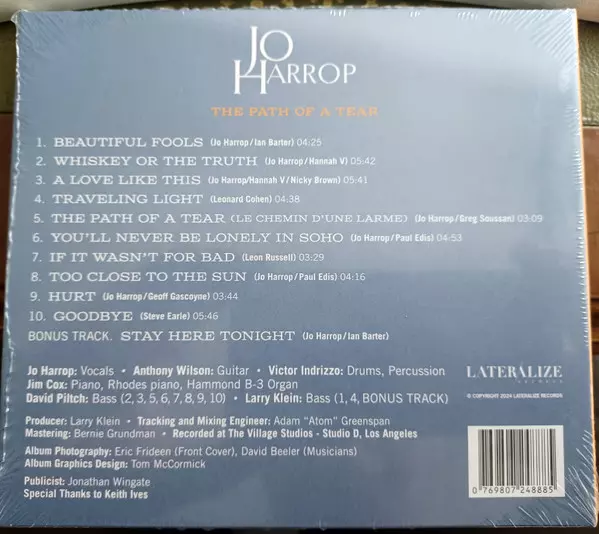 JO
HARROP
THE PATH OF A TEAR
1. BEAUTIFUL FOOLS (Jo Harrop/Ian Barter) 04:25
2. WHISKEY OR THE TRUTH (Jo Harrop/Hannah V) 05:42
3. A LOVE LIKE THIS (Jo Harrop/Hannah V/Nicky Brown) 05:41
4. TRAVELING LIGHT (Leonard Cohen) 04:38
5. THE PATH OF A TEAR (LE CHEMIN D'UNE LARME) (Jo Harrop/Greg Soussan) 03:09
6. YOU'LL NEVER BE LONELY IN SOHO (Jo Harrop/Paul Edis) 04:53
7. IF IT WASN'T FOR BAD (Leon Russell) 03:29
8. TOO CLOSE TO THE SUN (Jo Harrop/Paul Edis) 04:16
9. HURT (Jo Harrop/Geoff Gascoyne) 03:44
10. GOODBYE (Steve Earle) 05:46
BONUS TRACK. STAY HERE TONIGHT (Jo Harrop/Ian Barter)
Jo Harrop: Vocals • Anthony Wilson: Guitar • Victor Indrizzo: Drums, Percussion
Jim Cox: Piano, Rhodes piano, Hammond B-3 Organ
David Piltch: Bass (2, 3, 5, 6, 7, 8, 9, 10) • Larry Klein: Bass (1, 4, BONUS TRACK)
Producer: Larry Klein • Tracking and Mixing Engineer: Adam "Atom" Greenspan
Mastering: Bernie Grundman • Recorded at The Village Studios - Studio D, Los Angeles
Album Photography: Eric Frideen (Front Cover), David Beeler (Musicians)
Album Graphics Design: Tom McCormick
Publicist: Jonathan Wingate
Special Thanks to Keith Ives
LATERALIZE
RECORDS
© COPYRIGHT 2024 LATERALIZE RECORDS
0 769807 248885